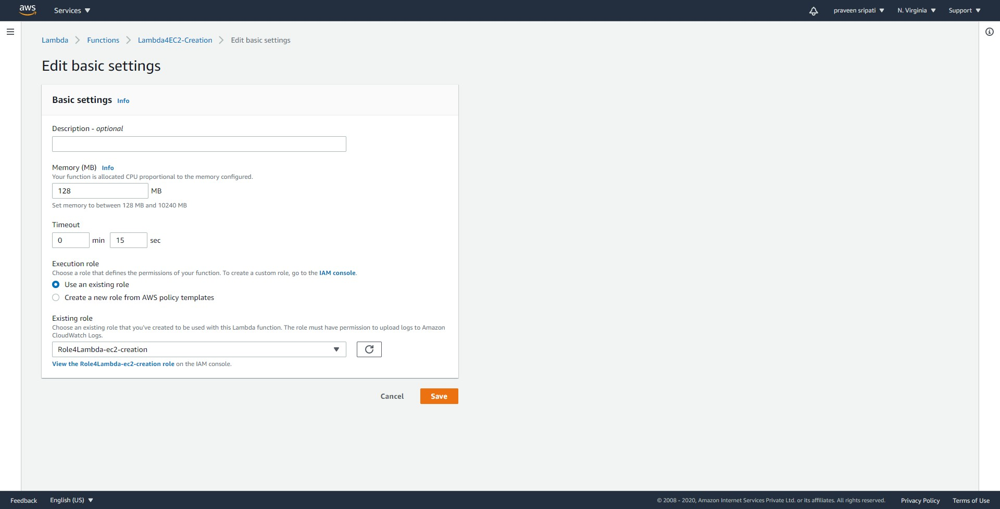 aws Services praveen sripati N. Virginia Support
Lambda Functions Lambda4EC2-Creation Edit basic settings
Edit basic settings
Basic settings Info
Description - optional
Memory (MB) Info
Your function is allocated CPU proportional to the memory configured.
128 MB
Set memory to between 128 MB and 10240 MB
Timeout
0 min 15 sec
Execution role
Choose a role that defines the permissions of your function. To create a custom role, go to the IAM console.
Use an existing role
Create a new role from AWS policy templates
Existing role
Choose an existing role that you've created to be used with this Lambda function. The role must have permission to upload logs to Amazon
CloudWatch Logs.
Role4Lambda-ec2-creation
View the Role4Lambda-ec2-creation role on the IAM console.
Cancel Save
Feedback English (US) © 2008 - 2020, Amazon Internet Services Private Ltd. or its affiliates. All rights reserved. Privacy Policy Terms of Use